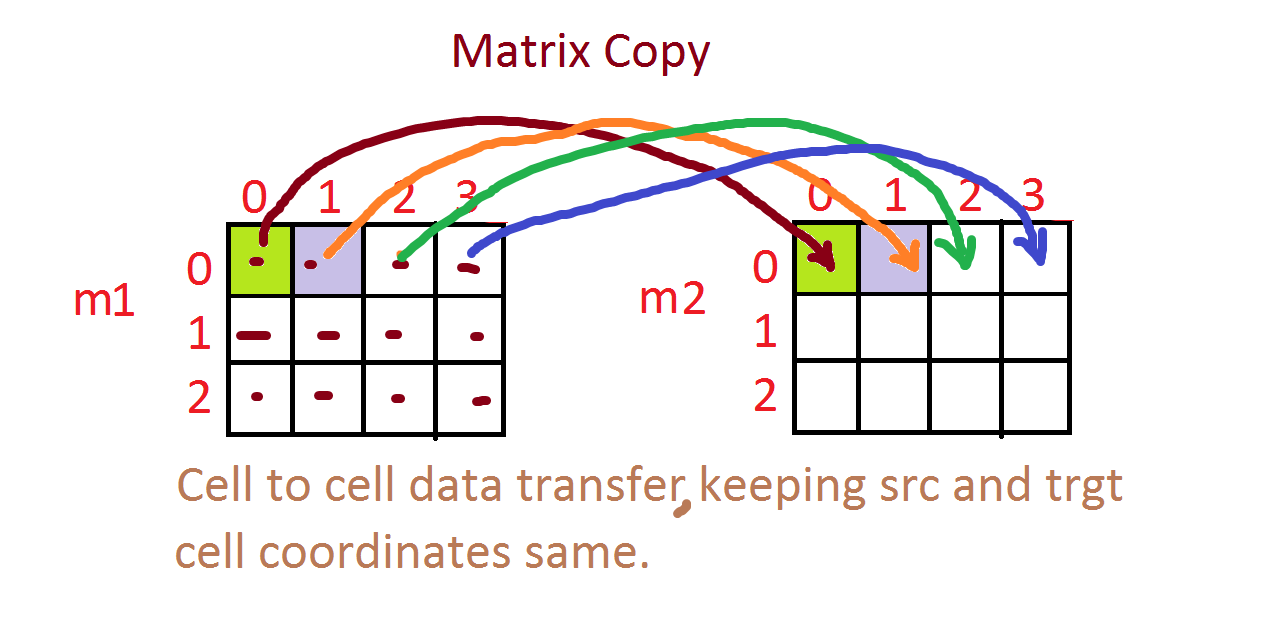 Matrix Copy
0 1 2 3 0 1 2 3
0 0
m1 m2
1 1
2 2
Cell to cell data transfer, keeping src and trgt
cell coordinates same.